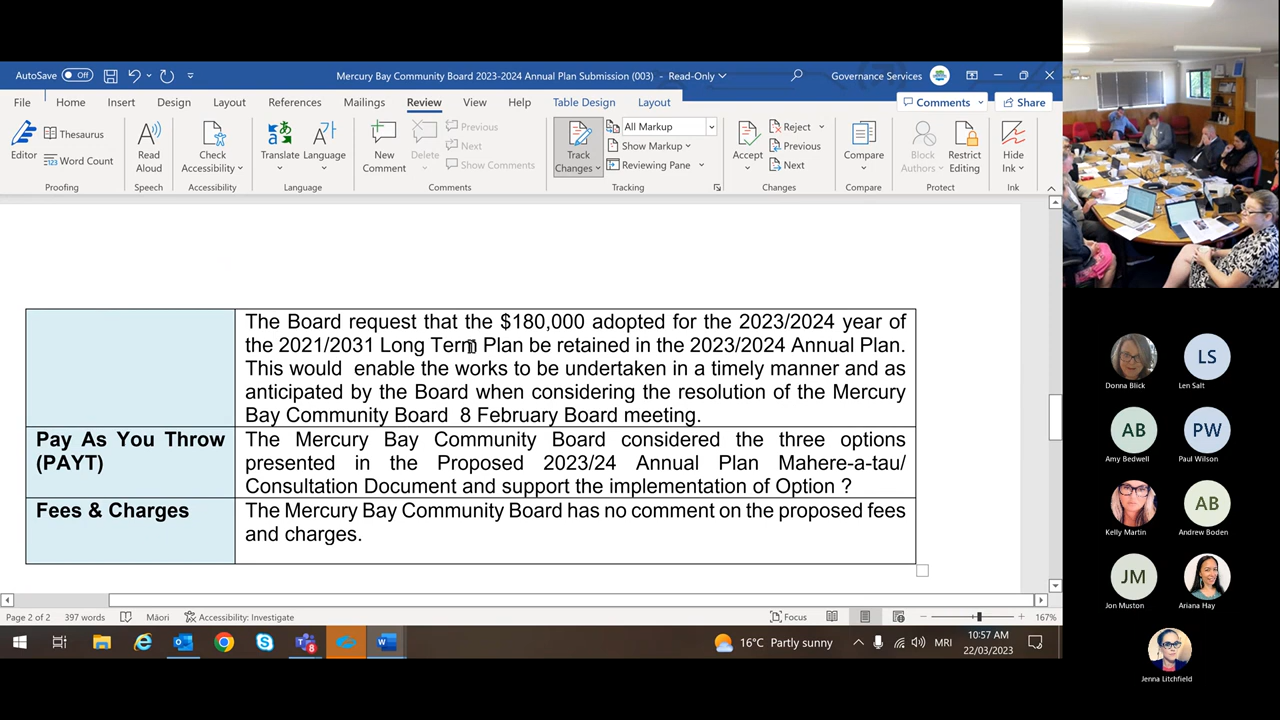 AutoSave Off
Mercury Bay Community Board 2023-2024 Annual Plan Submission (003) - Read-Only
Governance Services
File Home Insert Design Layout References Mailings Review View Help Table Design Layout
Comments Share
Editor
Thesaurus
Word Count
Proofing
Read Aloud
Speech
Check Accessibility
Accessibility
Translate Language
Language
New Comment
Delete
Previous
Next
Show Comments
Comments
Track Changes
All Markup
Show Markup
Reviewing Pane
Tracking
Accept
Reject
Previous
Next
Changes
Compare
Compare
Block Authors
Restrict Editing
Protect
Hide Ink
Ink
The Board request that the $180,000 adopted for the 2023/2024 year of
the 2021/2031 Long Term Plan be retained in the 2023/2024 Annual Plan.
This would enable the works to be undertaken in a timely manner and as
anticipated by the Board when considering the resolution of the Mercury
Bay Community Board 8 February Board meeting.
Pay As You Throw
(PAYT)
The Mercury Bay Community Board considered the three options
presented in the Proposed 2023/24 Annual Plan Mahere-a-tau/
Consultation Document and support the implementation of Option ?
Fees & Charges
The Mercury Bay Community Board has no comment on the proposed fees
and charges.
Page 2 of 2 397 words Māori Accessibility: Investigate Focus 167%
8
16°C Partly sunny MRI 10:57 AM
22/03/2023
LS
Donna Blick Len Salt
AB PW
Amy Bedwell Paul Wilson
AB
Kelly Martin Andrew Boden
JM
Jon Muston Ariana Hay
Jenna Litchfield